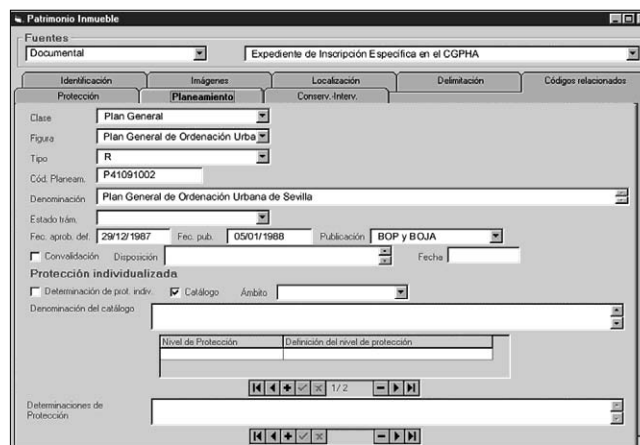 Patrimonio Inmueble
Fuentes
Documental Expediente de Inscripción Específica en el CGPHA
Identificación Imágenes Localización Delimitación Códigos relacionados
Protección Planeamiento Conserv.-Interv.
Clase Plan General
Figura Plan General de Ordenación Urba
Tipo R
Cód. Planeam. P41091002
Denominación Plan General de Ordenación Urbana de Sevilla
Estado trám.
Fec. aprob. def. 29/12/1987 Fec. pub. 05/01/1988 Publicación BOP y BOJA
Convalidación Disposición Fecha
Protección individualizada
Determinación de prot. indiv. Catálogo Ámbito
Denominación del catálogo
Nivel de Protección Definición del nivel de protección
1/2
Determinaciones de
Protección